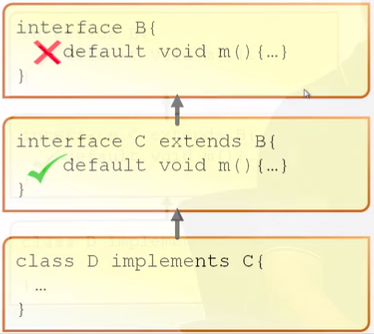 interface B{
default void m(){…}
}
interface C extends B{
default void m(){…}
}
class D implements C{
…
}